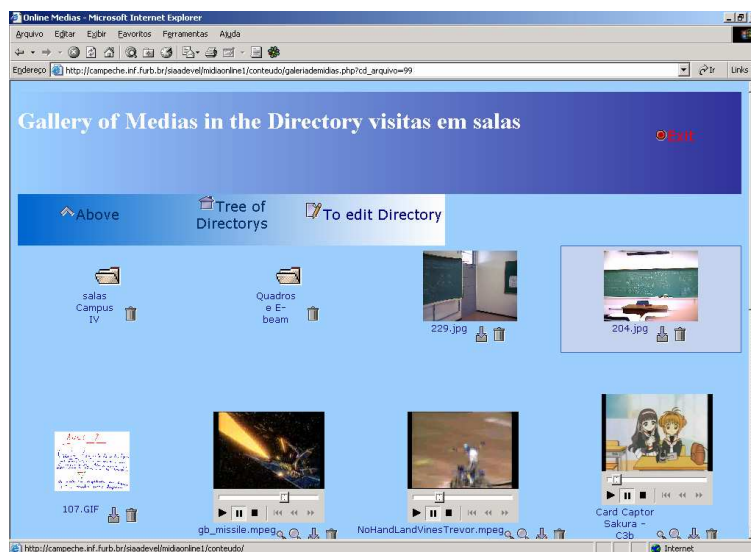 Online Medias - Microsoft Internet Explorer
Arquivo Editar Exibir Favoritos Ferramentas Ajuda
Endereço http://campeche.inf.furb.br/siaadevel/midiaonline1/conteudo/galeriademidias.php?cd_arquivo=99 Ir Links
Gallery of Medias in the Directory visitas em salas
Exit
Above
Tree of
Directorys
To edit Directory
salas
Campus
IV
Quadros
e E-
beam
229.jpg
204.jpg
107.GIF
gb_missile.mpeg
NoHandLandVinesTrevor.mpeg
Card Captor
Sakura -
C3b
http://campeche.inf.furb.br/siaadevel/midiaonline1/conteudo/ Internet